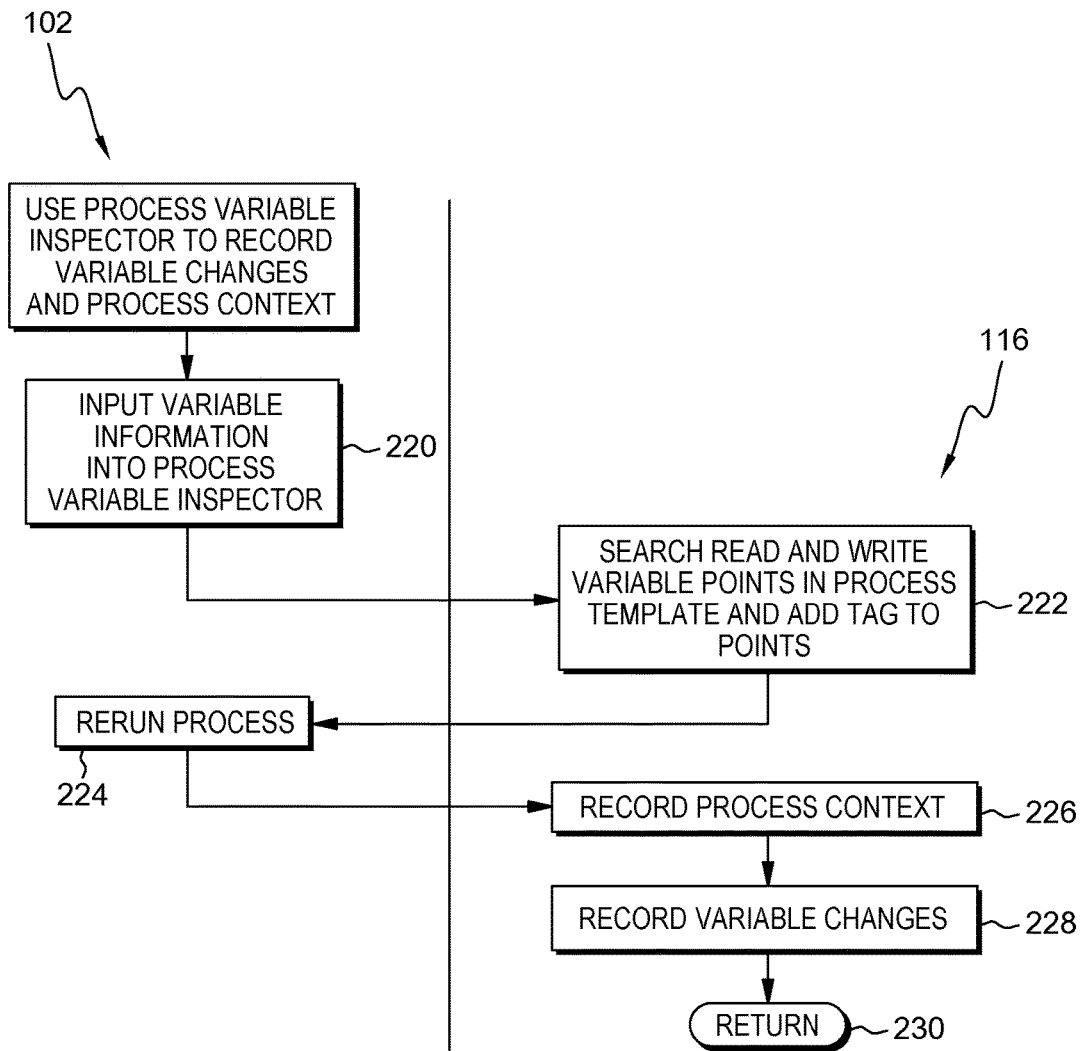 102
USE PROCESS VARIABLE
INSPECTOR TO RECORD
VARIABLE CHANGES
AND PROCESS CONTEXT
116
INPUT VARIABLE
INFORMATION
INTO PROCESS
VARIABLE INSPECTOR
220
SEARCH READ AND WRITE
VARIABLE POINTS IN PROCESS
TEMPLATE AND ADD TAG TO
POINTS
222
RERUN PROCESS
224
RECORD PROCESS CONTEXT
226
RECORD VARIABLE CHANGES
228
RETURN
230